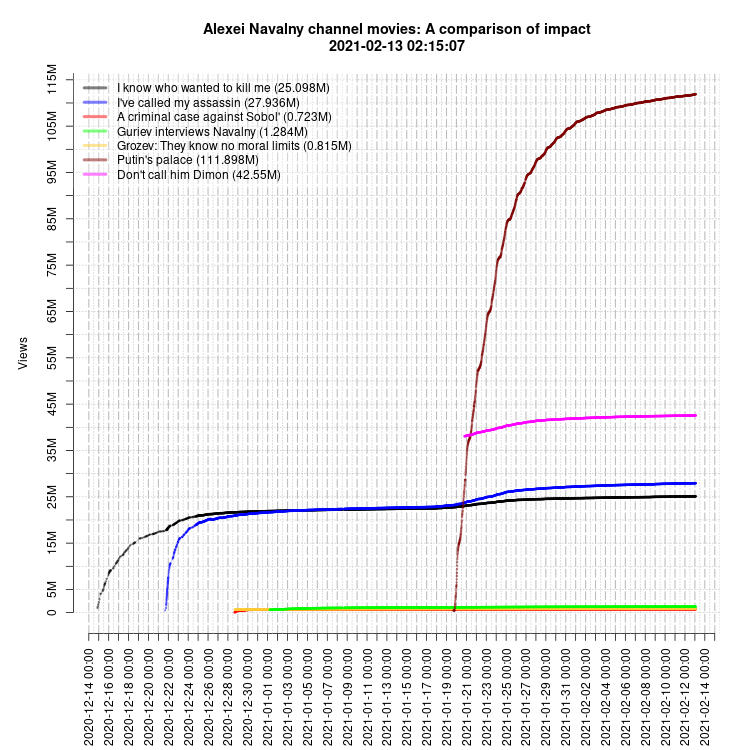 Alexei Navalny channel movies: A comparison of impact
2021-02-13 02:15:07
I know who wanted to kill me (25.098M)
I've called my assassin (27.936M)
A criminal case against Sobol' (0.723M)
Guriev interviews Navalny (1.284M)
Grozev: They know no moral limits (0.815M)
Putin's palace (111.898M)
Don't call him Dimon (42.55M)
Views
115M
105M
95M
85M
75M
65M
55M
45M
35M
25M
15M
5M
0
2020-12-14 00:00
2020-12-16 00:00
2020-12-18 00:00
2020-12-20 00:00
2020-12-22 00:00
2020-12-24 00:00
2020-12-26 00:00
2020-12-28 00:00
2020-12-30 00:00
2021-01-01 00:00
2021-01-03 00:00
2021-01-05 00:00
2021-01-07 00:00
2021-01-09 00:00
2021-01-11 00:00
2021-01-13 00:00
2021-01-15 00:00
2021-01-17 00:00
2021-01-19 00:00
2021-01-21 00:00
2021-01-23 00:00
2021-01-25 00:00
2021-01-27 00:00
2021-01-29 00:00
2021-01-31 00:00
2021-02-02 00:00
2021-02-04 00:00
2021-02-06 00:00
2021-02-08 00:00
2021-02-10 00:00
2021-02-12 00:00
2021-02-14 00:00